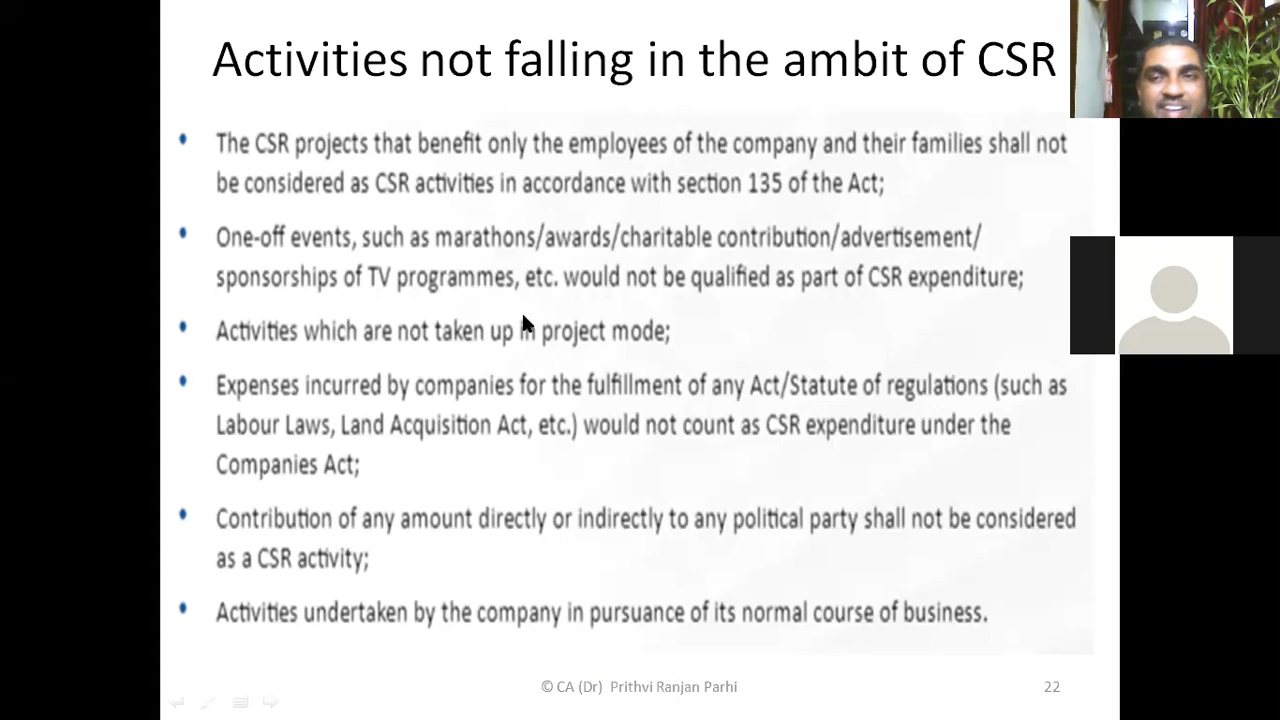 Activities not falling in the ambit of CSR
• The CSR projects that benefit only the employees of the company and their families shall not
be considered as CSR activities in accordance with section 135 of the Act;
• One-off events, such as marathons/awards/charitable contribution/advertisement/
sponsorships of TV programmes, etc. would not be qualified as part of CSR expenditure;
• Activities which are not taken up in project mode;
• Expenses incurred by companies for the fulfillment of any Act/Statute of regulations (such as
Labour Laws, Land Acquisition Act, etc.) would not count as CSR expenditure under the
Companies Act;
• Contribution of any amount directly or indirectly to any political party shall not be considered
as a CSR activity;
• Activities undertaken by the company in pursuance of its normal course of business.
© CA (Dr) Prithvi Ranjan Parhi
22